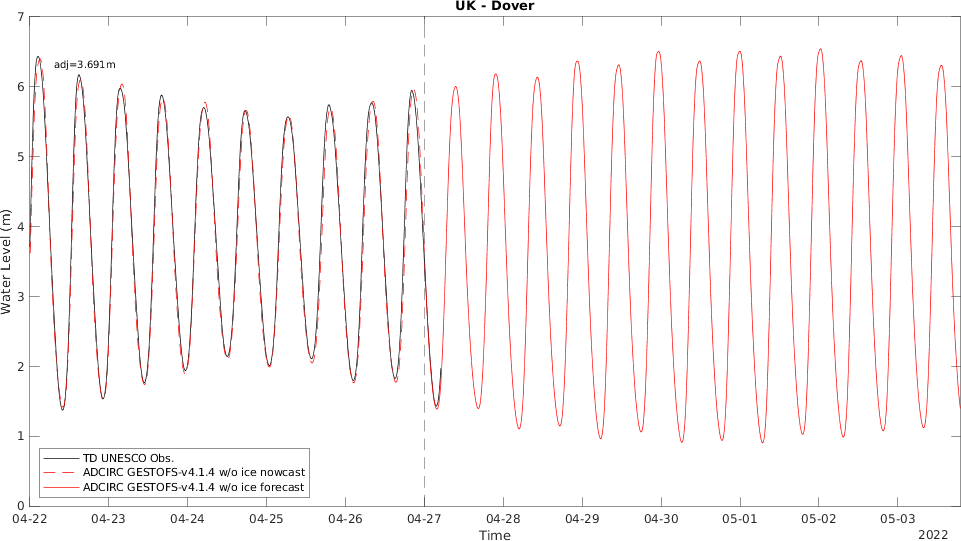 UK - Dover
adj=3.691m
Water Level (m)
7
6
5
4
3
2
1
0
TD UNESCO Obs.
ADCIRC GESTOFS-v4.1.4 w/o ice nowcast
ADCIRC GESTOFS-v4.1.4 w/o ice forecast
04-22 04-23 04-24 04-25 04-26 04-27 04-28 04-29 04-30 05-01 05-02 05-03
Time
2022